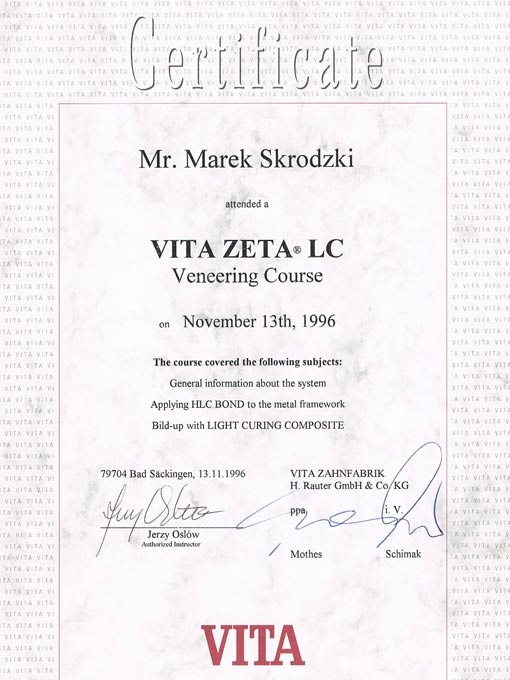 Certificate
Mr. Marek Skrodzki
attended a
VITA ZETA® LC
Veneering Course
on November 13th, 1996
The course covered the following subjects:
General information about the system
Applying HLC BOND to the metal framework
Bild-up with LIGHT CURING COMPOSITE
79704 Bad Säckingen, 13.11.1996
VITA ZAHNFABRIK
H. Rauter GmbH & Co. KG
ppa. i. V.
Jerzy Oslów
Authorized Instructor
Mothes Schimak
VITA